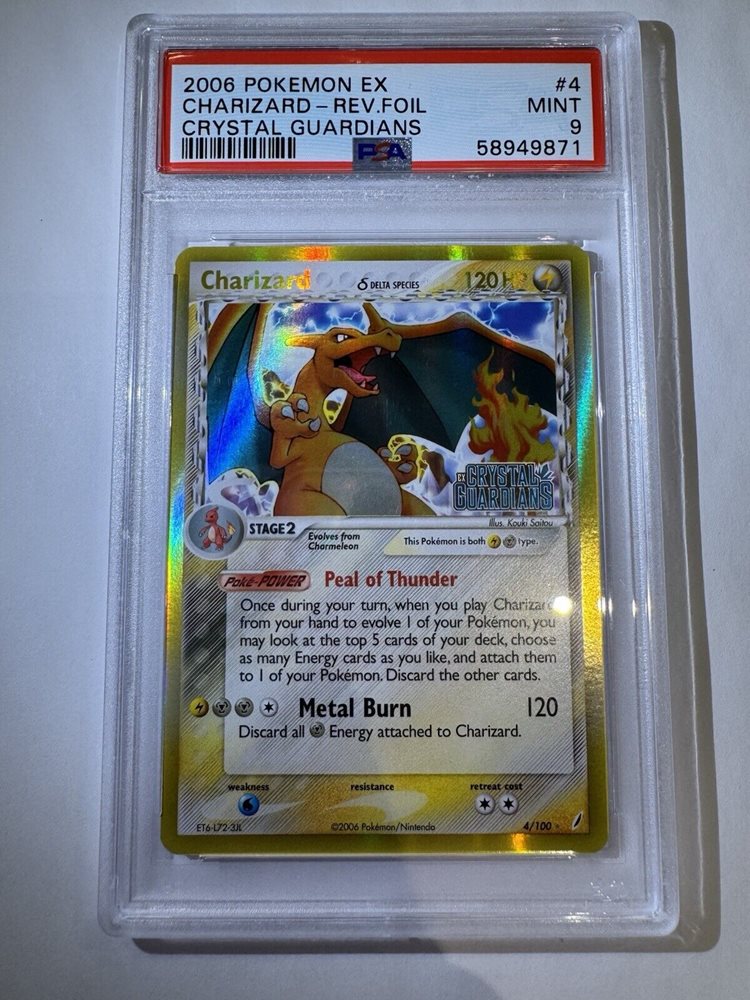 2006 POKEMON EX #4
CHARIZARD - REV.FOIL MINT
CRYSTAL GUARDIANS 9
PSA 58949871
Charizard δ DELTA SPECIES 120 HP
EX CRYSTAL
GUARDIANS
Illus. Kouki Saitou
STAGE 2
Evolves from
Charmeleon
This Pokémon is both type.
Poké-POWER Peal of Thunder
Once during your turn, when you play Charizard
from your hand to evolve 1 of your Pokémon, you
may look at the top 5 cards of your deck, choose
as many Energy cards as you like, and attach them
to 1 of your Pokémon. Discard the other cards.
Metal Burn 120
Discard all Energy attached to Charizard.
weakness resistance retreat cost
ET6-L72-3JL ©2006 Pokémon/Nintendo 4/100